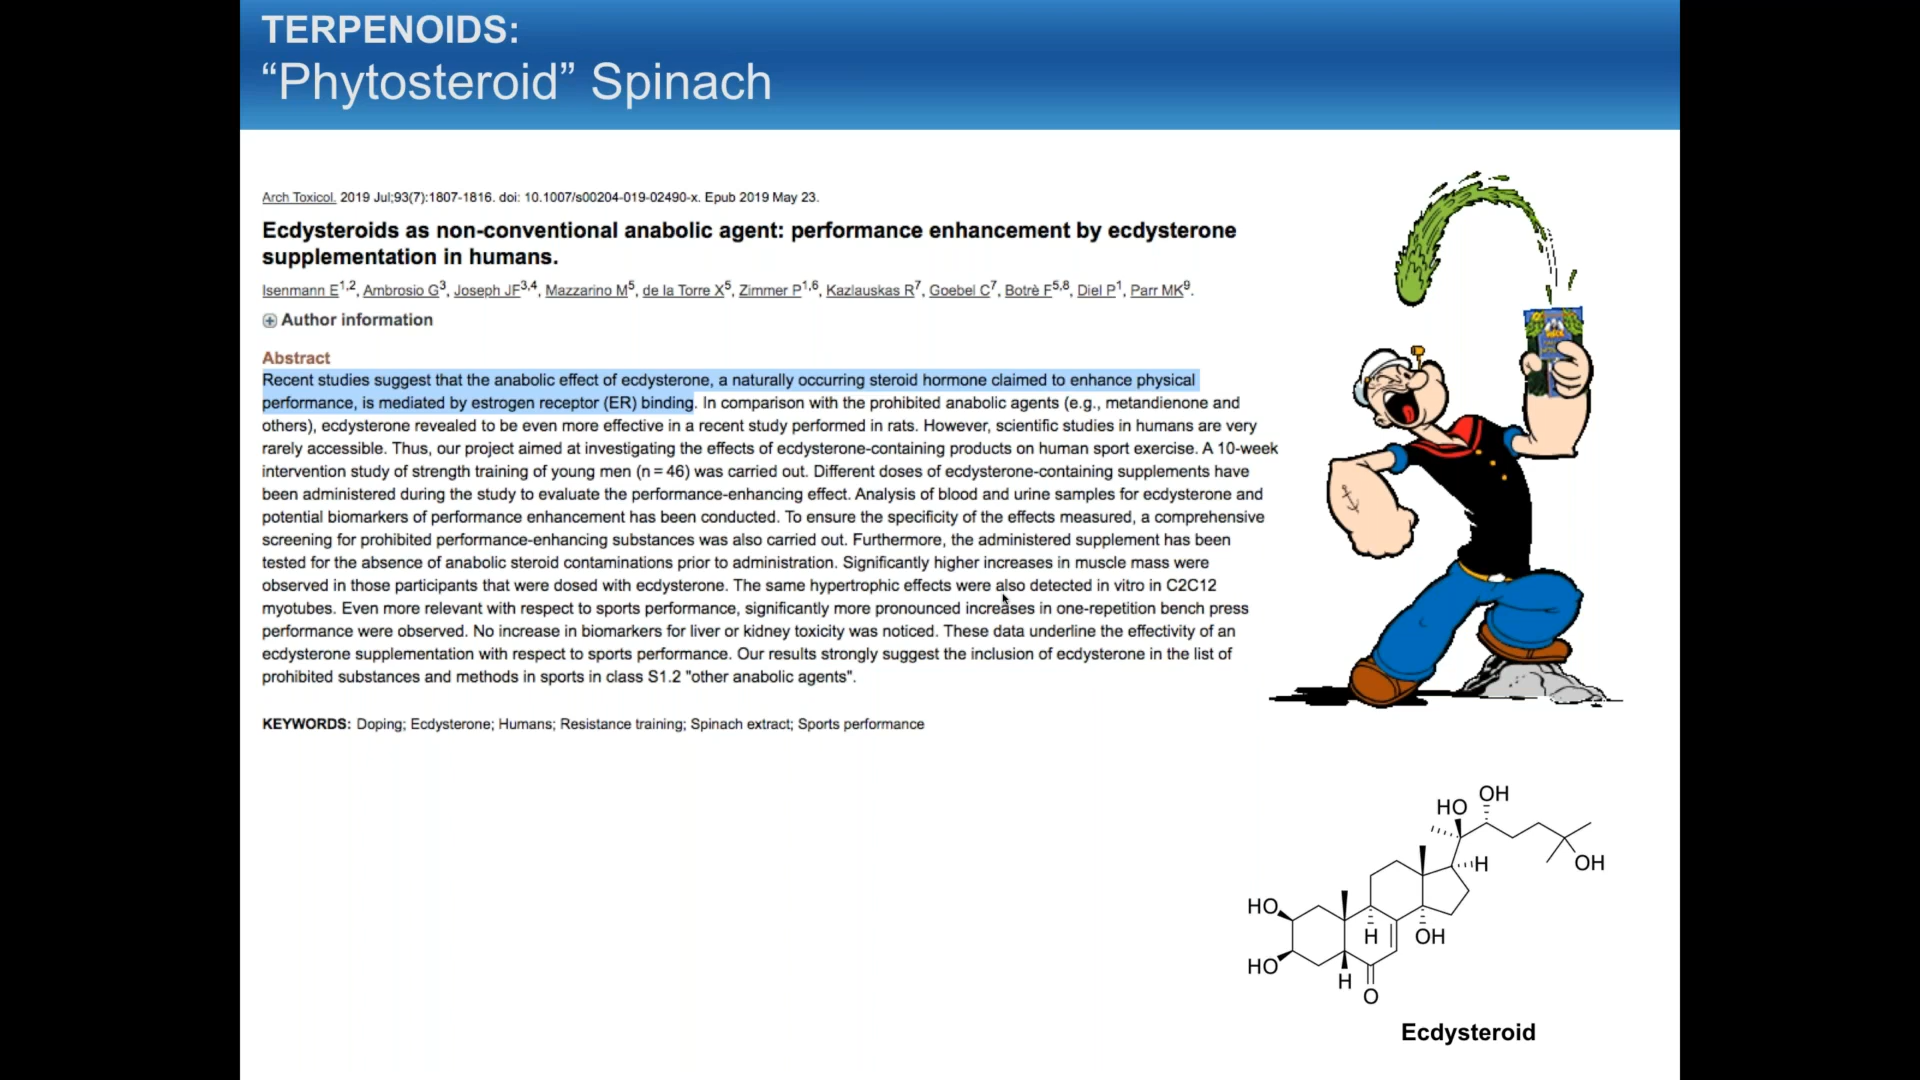 TERPENOIDS:
“Phytosteroid” Spinach
Arch Toxicol. 2019 Jul;93(7):1807-1816. doi: 10.1007/s00204-019-02490-x. Epub 2019 May 23.
Ecdysteroids as non-conventional anabolic agent: performance enhancement by ecdysterone
supplementation in humans.
Isenmann E1,2, Ambrosio G3, Joseph JF3,4, Mazzarino M5, de la Torre X5, Zimmer P1,6, Kazlauskas R7, Goebel C7, Botrè F5,8, Diel P1, Parr MK9.
Author information
Abstract
Recent studies suggest that the anabolic effect of ecdysterone, a naturally occurring steroid hormone claimed to enhance physical
performance, is mediated by estrogen receptor (ER) binding. In comparison with the prohibited anabolic agents (e.g., metandienone and
others), ecdysterone revealed to be even more effective in a recent study performed in rats. However, scientific studies in humans are very
rarely accessible. Thus, our project aimed at investigating the effects of ecdysterone-containing products on human sport exercise. A 10-week
intervention study of strength training of young men (n = 46) was carried out. Different doses of ecdysterone-containing supplements have
been administered during the study to evaluate the performance-enhancing effect. Analysis of blood and urine samples for ecdysterone and
potential biomarkers of performance enhancement has been conducted. To ensure the specificity of the effects measured, a comprehensive
screening for prohibited performance-enhancing substances was also carried out. Furthermore, the administered supplement has been
tested for the absence of anabolic steroid contaminations prior to administration. Significantly higher increases in muscle mass were
observed in those participants that were dosed with ecdysterone. The same hypertrophic effects were also detected in vitro in C2C12
myotubes. Even more relevant with respect to sports performance, significantly more pronounced increases in one-repetition bench press
performance were observed. No increase in biomarkers for liver or kidney toxicity was noticed. These data underline the effectivity of an
ecdysterone supplementation with respect to sports performance. Our results strongly suggest the inclusion of ecdysterone in the list of
prohibited substances and methods in sports in class S1.2 "other anabolic agents".
KEYWORDS: Doping; Ecdysterone; Humans; Resistance training; Spinach extract; Sports performance
OH
HO
H
OH
HO
H
OH
HO
H
O
Ecdysteroid